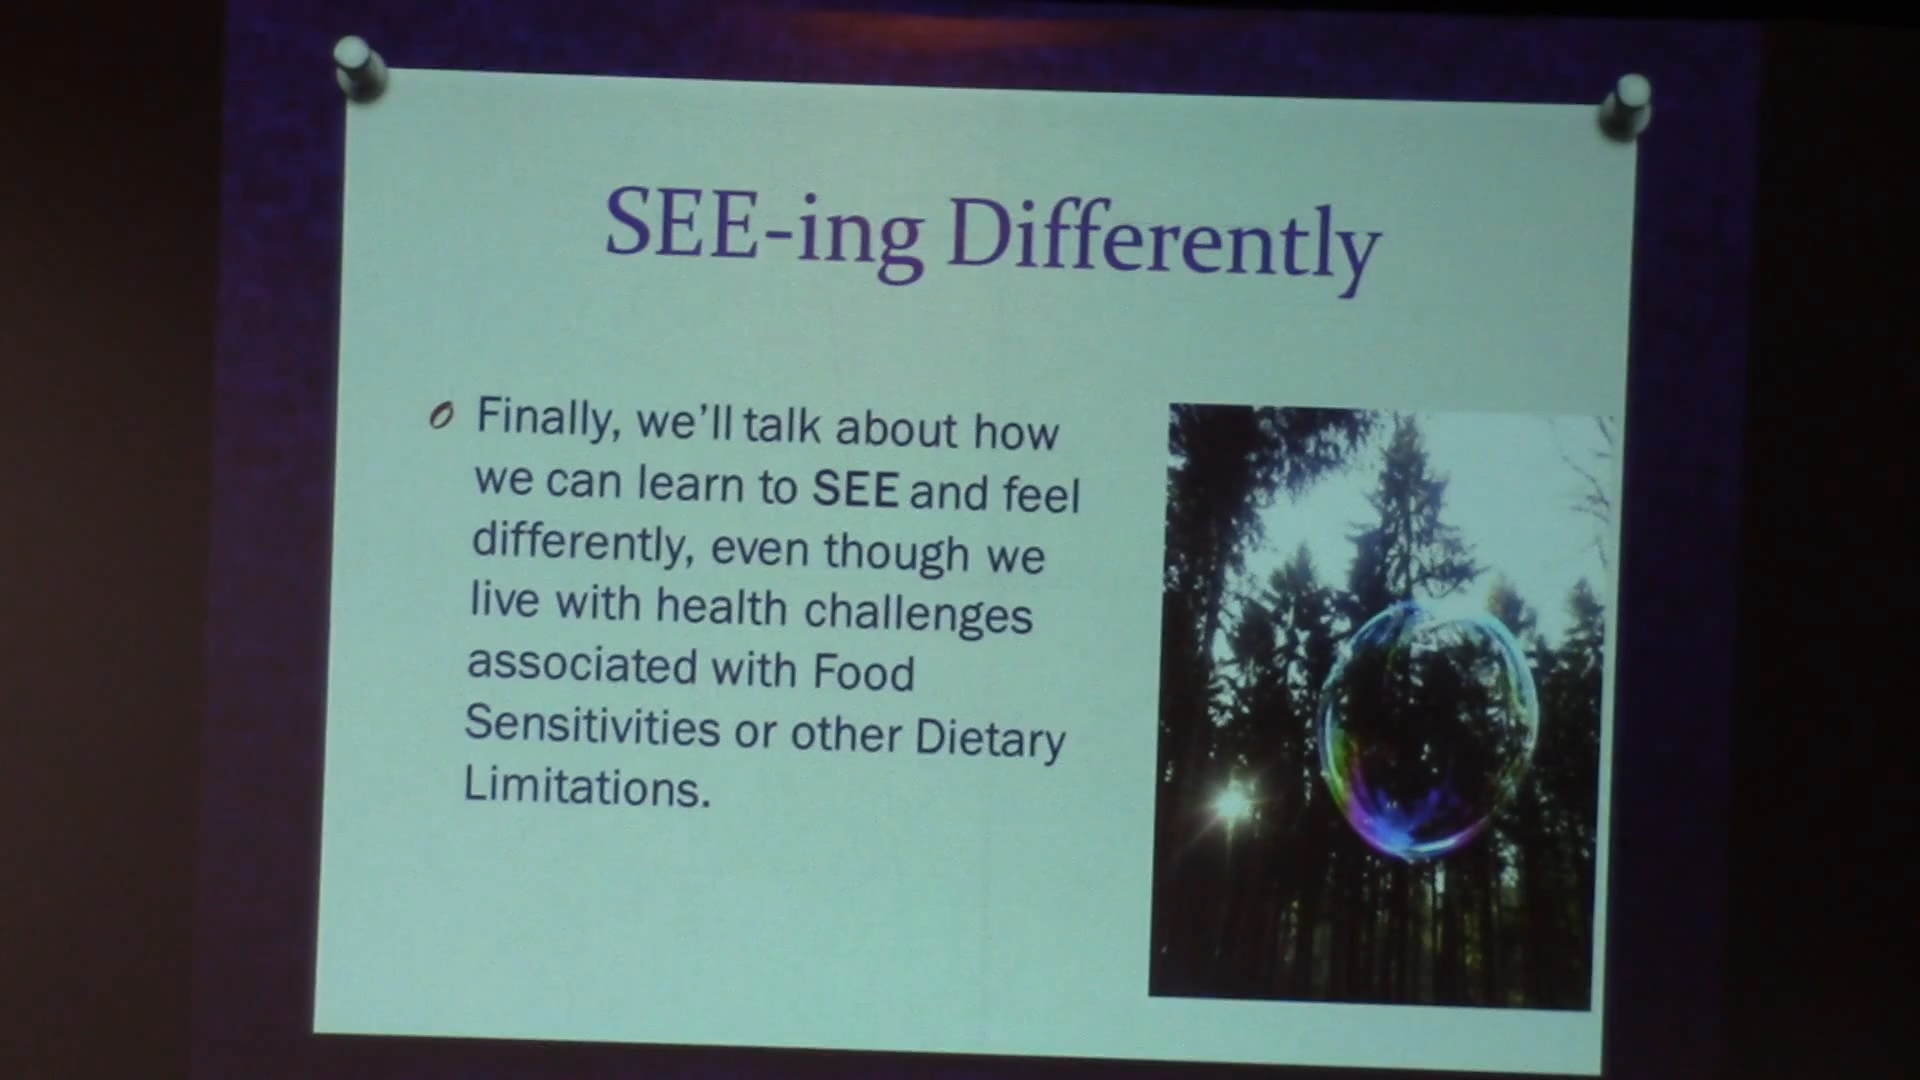 SEE-ing Differently
Finally, we'll talk about how
we can learn to SEE and feel
differently, even though we
live with health challenges
associated with Food
Sensitivities or other Dietary
Limitations.